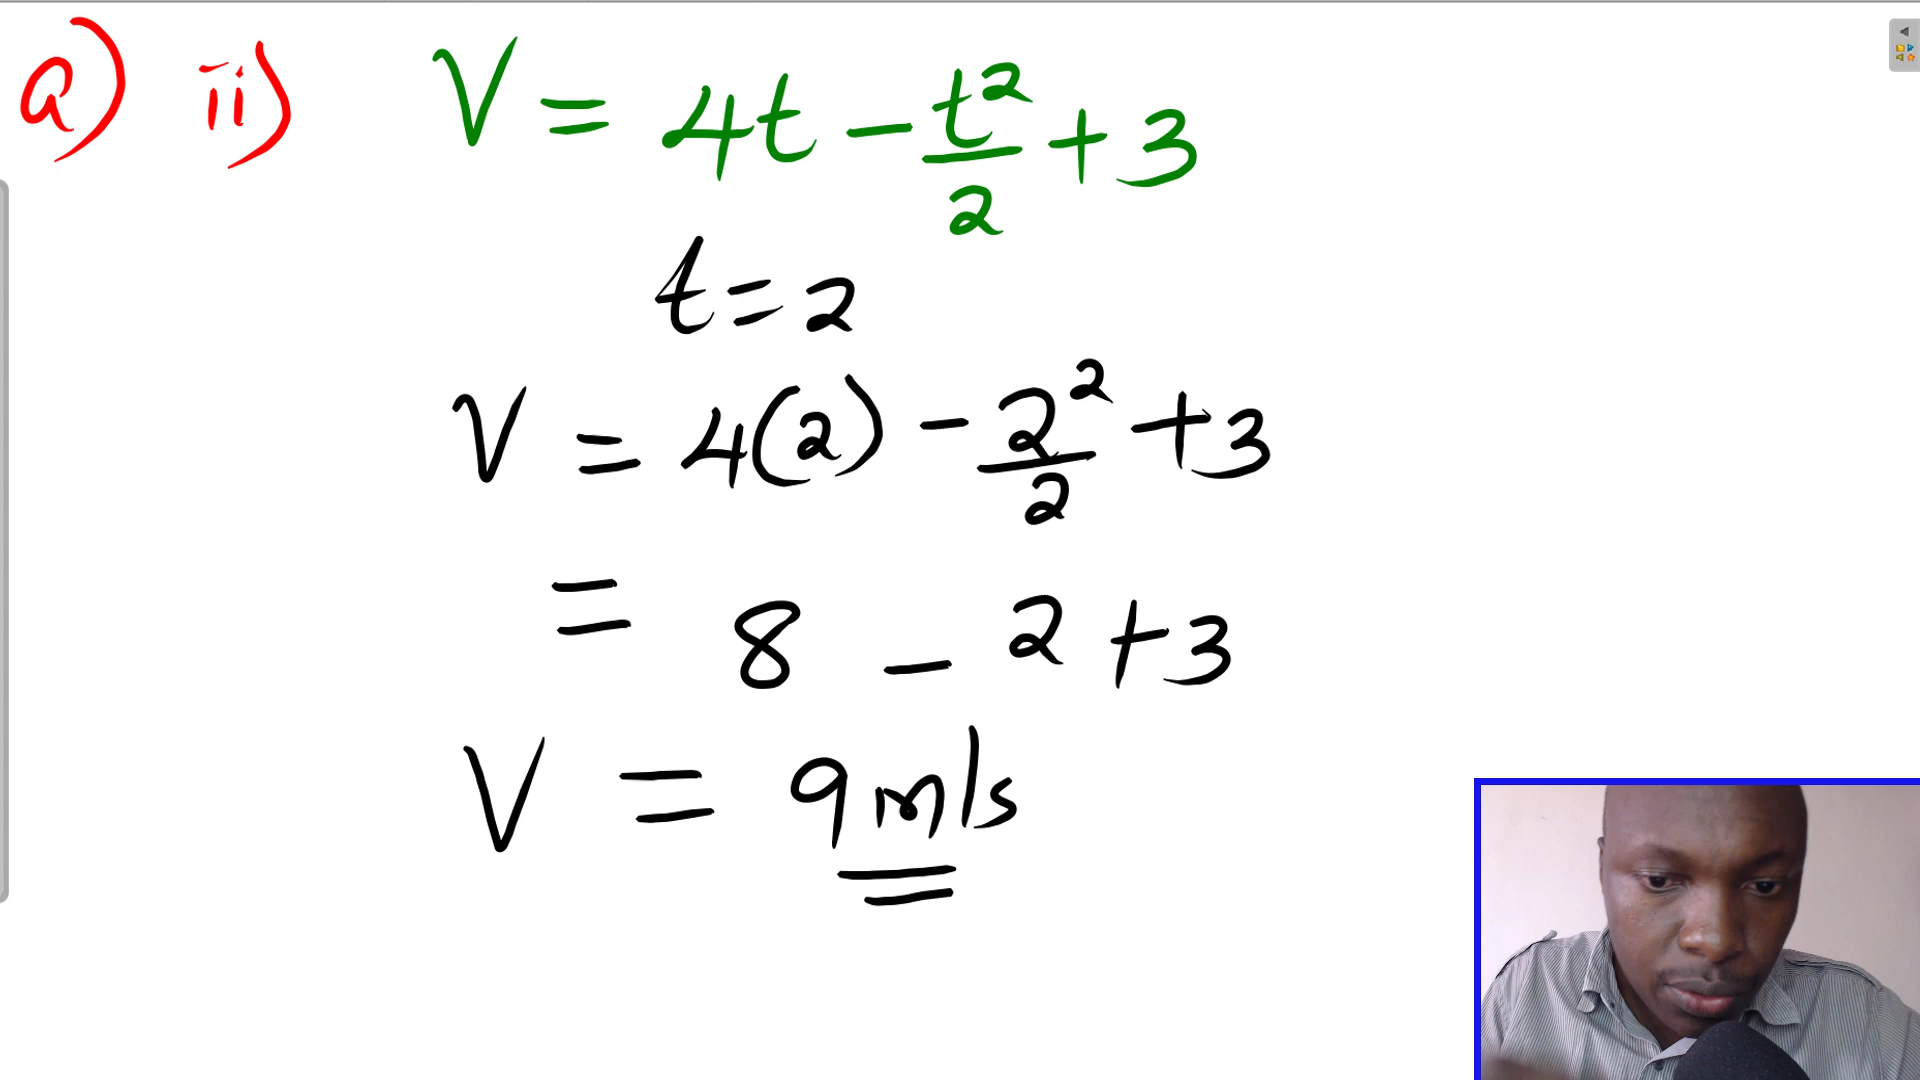 a) ii) V = 4t - t²/2 + 3
t = 2
V = 4(2) - 2²/2 + 3
= 8 - 2 + 3
V = 9m/s